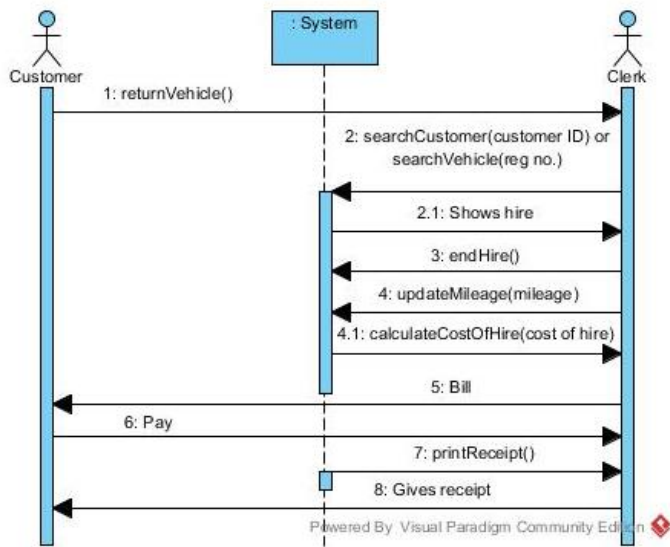 : System
Customer
Clerk
1: returnVehicle()
2: searchCustomer(customer ID) or
searchVehicle(reg no.)
2.1: Shows hire
3: endHire()
4: updateMileage(mileage)
4.1: calculateCostOfHire(cost of hire)
5: Bill
6: Pay
7: printReceipt()
8: Gives receipt
Powered By Visual Paradigm Community Edition